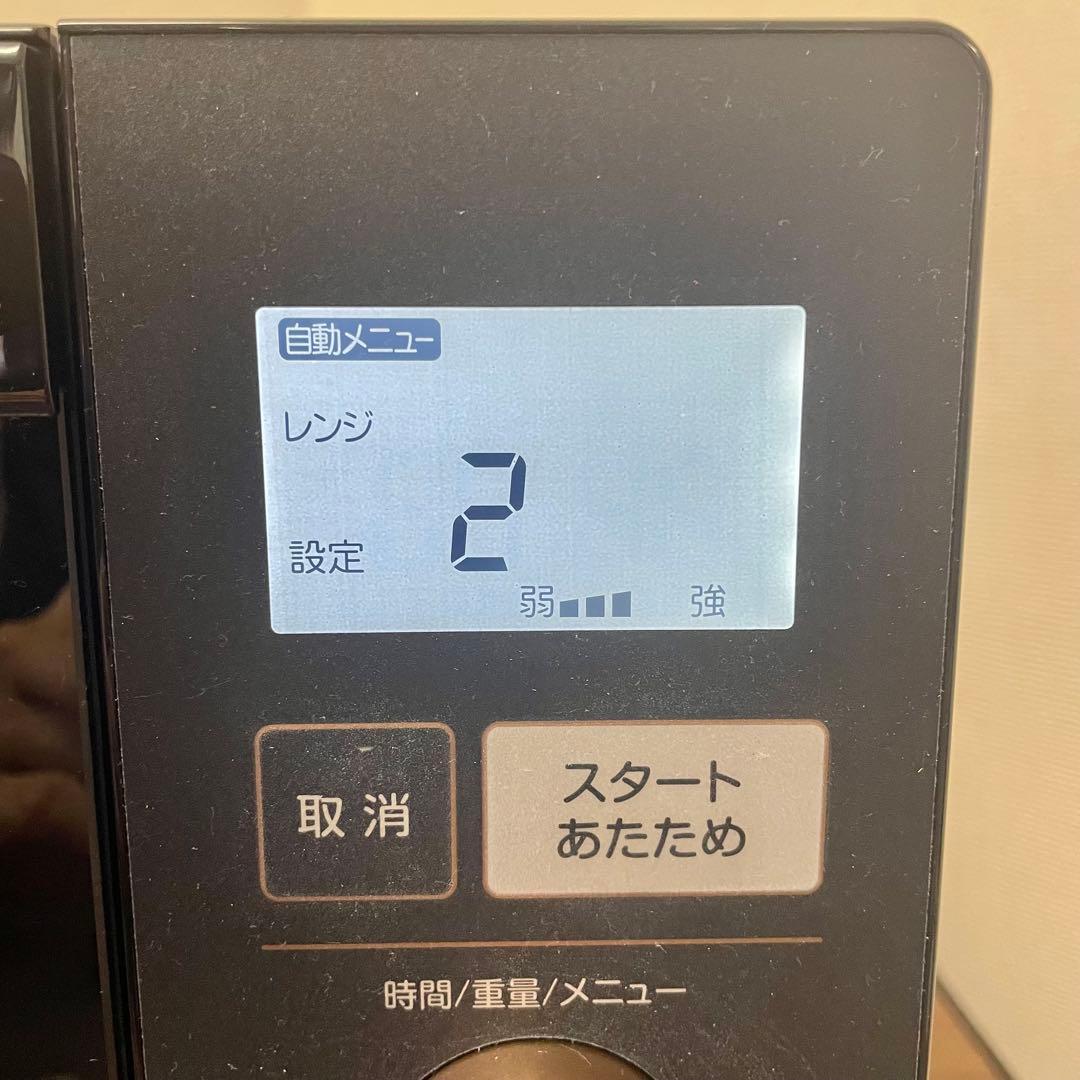 自動メニュー
レンジ
2
設定
弱 強
取消
スタート
あたため
時間/重量/メニュー